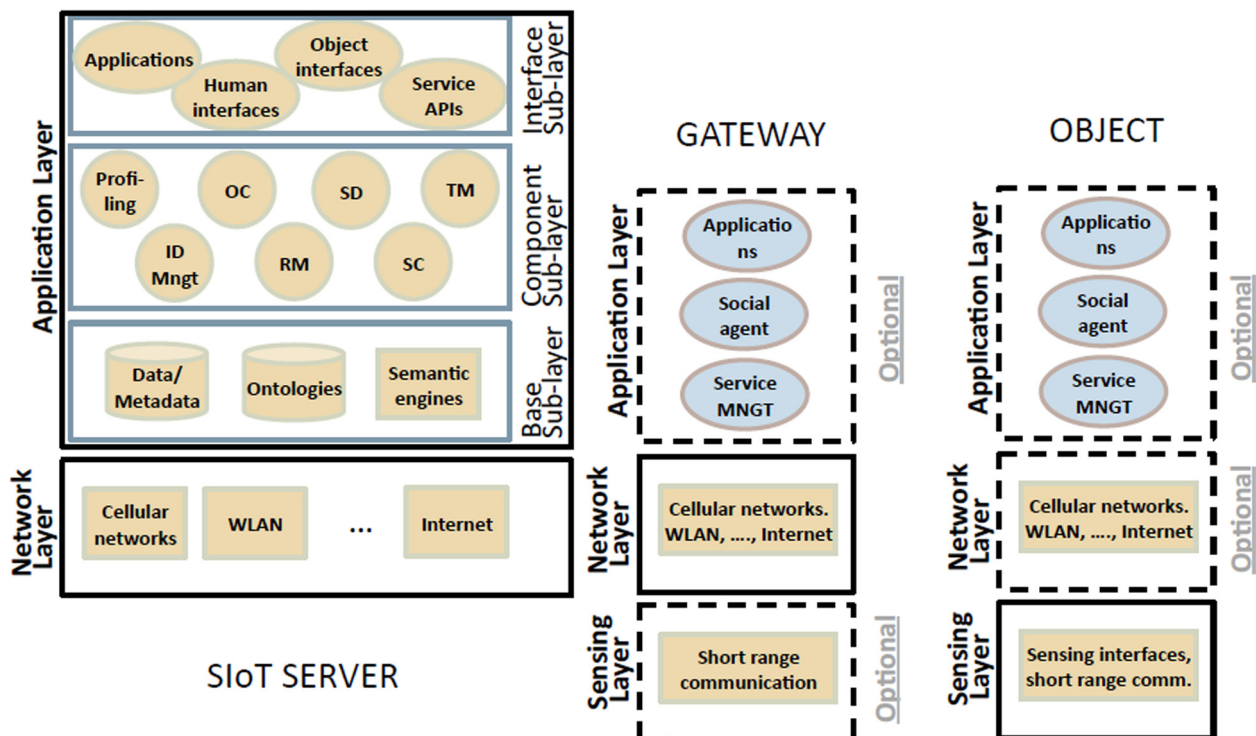 Application Layer
Applications
Human
interfaces
Object
interfaces
Service
APIs
Interface
Sub-layer
Profi-
ling
OC
SD
TM
ID
Mngt
RM
SC
Component
Sub-layer
Data/
Metadata
Ontologies
Semantic
engines
Base
Sub-layer
Network
Layer
Cellular
networks
WLAN
...
Internet
SIoT SERVER
GATEWAY
Application Layer
Applicatio
ns
Social
agent
Service
MNGT
Optional
Network
Layer
Cellular networks.
WLAN, ...., Internet
Sensing
Layer
Short range
communication
Optional
OBJECT
Application Layer
Applicatio
ns
Social
agent
Service
MNGT
Optional
Network
Layer
Cellular networks.
WLAN, ...., Internet
Optional
Sensing
Layer
Sensing interfaces,
short range comm.